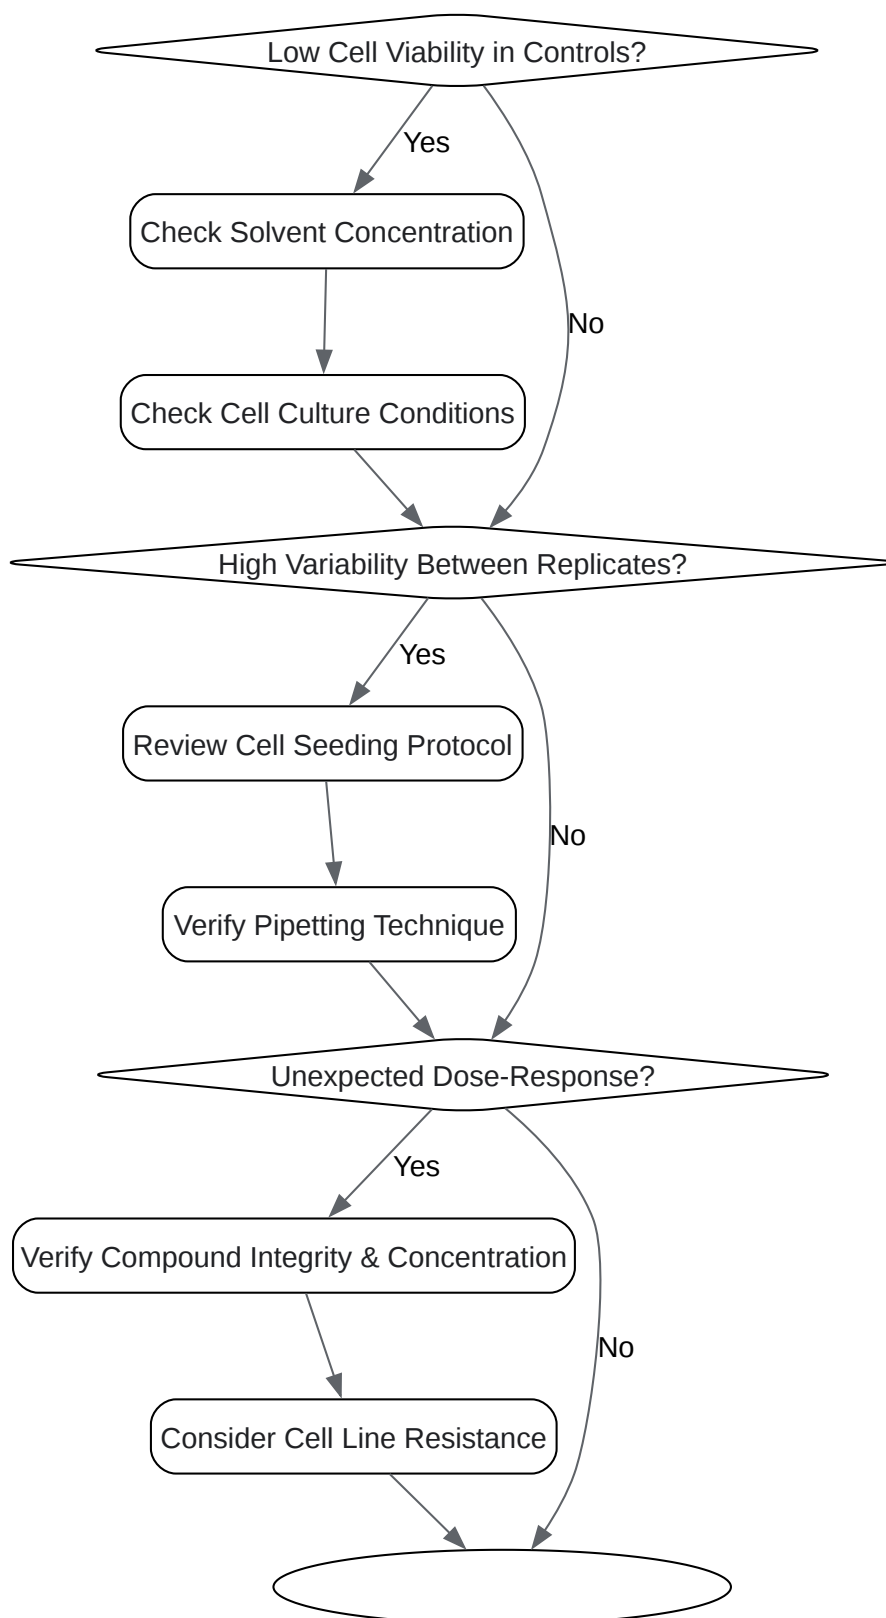 Low Cell Viability in Controls?
Yes
Check Solvent Concentration
No
Check Cell Culture Conditions
High Variability Between Replicates?
Yes
Review Cell Seeding Protocol
No
Verify Pipetting Technique
Unexpected Dose-Response?
Yes
Verify Compound Integrity & Concentration
No
Consider Cell Line Resistance